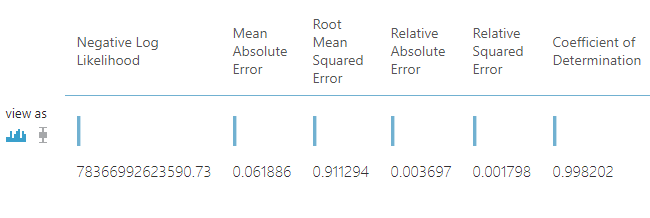 Negative Log
Likelihood
Mean
Absolute
Error
Root
Mean
Squared
Error
Relative
Absolute
Error
Relative
Squared
Error
Coefficient of
Determination
view as
78366992623590.73 0.061886 0.911294 0.003697 0.001798 0.998202